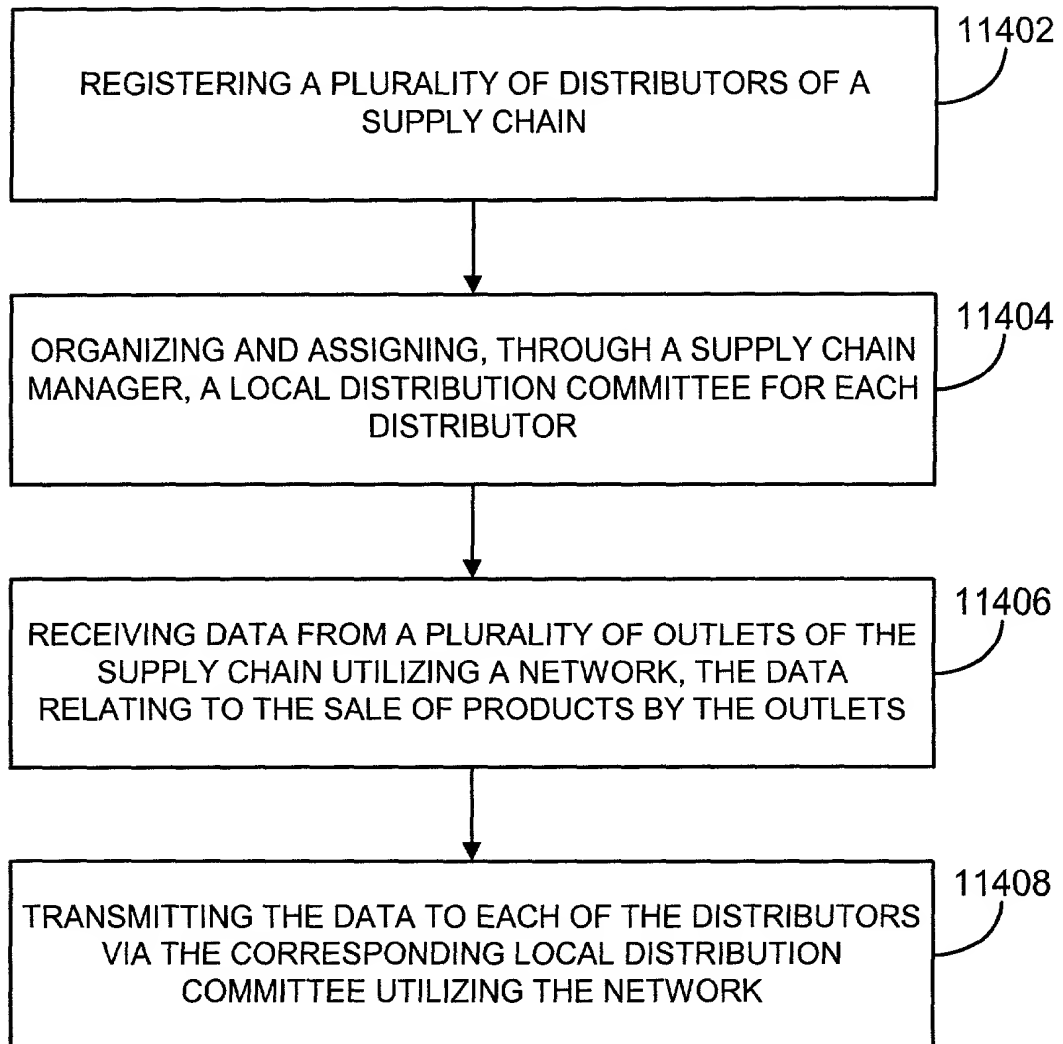 11402
REGISTERING A PLURALITY OF DISTRIBUTORS OF A
SUPPLY CHAIN
11404
ORGANIZING AND ASSIGNING, THROUGH A SUPPLY CHAIN
MANAGER, A LOCAL DISTRIBUTION COMMITTEE FOR EACH
DISTRIBUTOR
11406
RECEIVING DATA FROM A PLURALITY OF OUTLETS OF THE
SUPPLY CHAIN UTILIZING A NETWORK, THE DATA
RELATING TO THE SALE OF PRODUCTS BY THE OUTLETS
11408
TRANSMITTING THE DATA TO EACH OF THE DISTRIBUTORS
VIA THE CORRESPONDING LOCAL DISTRIBUTION
COMMITTEE UTILIZING THE NETWORK